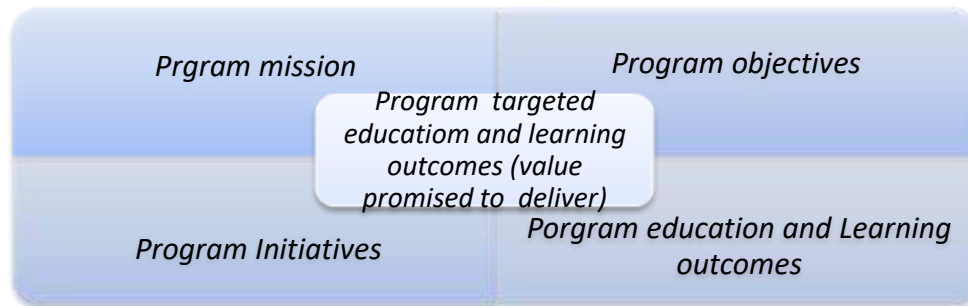 Prgram mission
Program objectives
Program targeted
educatiom and learning
outcomes (value
promised to deliver)
Program Initiatives
Porgram education and Learning
outcomes